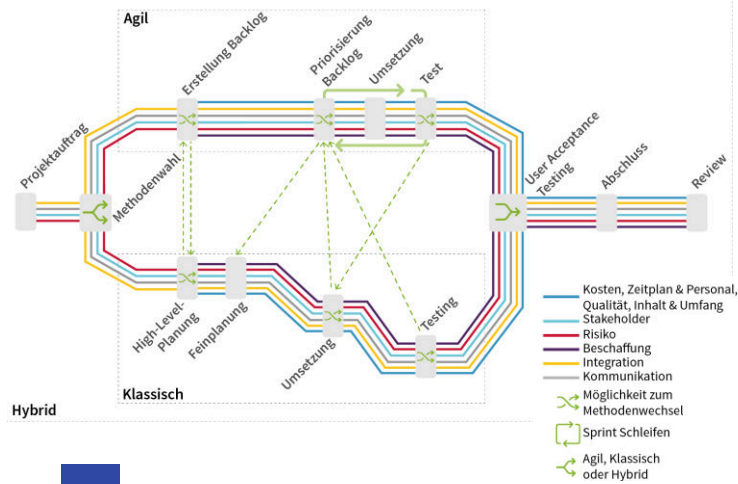 Agil
Erstellung Backlog
Priorisierung
Backlog
Umsetzung
Test
Projektauftrag
Methodenwahl
User Acceptance
Testing
Abschluss
Review
High-Level
Planung
Feinplanung
Umsetzung
Testing
Klassisch
Hybrid
Kosten, Zeitplan & Personal,
Qualität, Inhalt & Umfang
Stakeholder
Risiko
Beschaffung
Integration
Kommunikation
Möglichkeit zum
Methodenwechsel
Sprint Schleifen
Agil, Klassisch
oder Hybrid